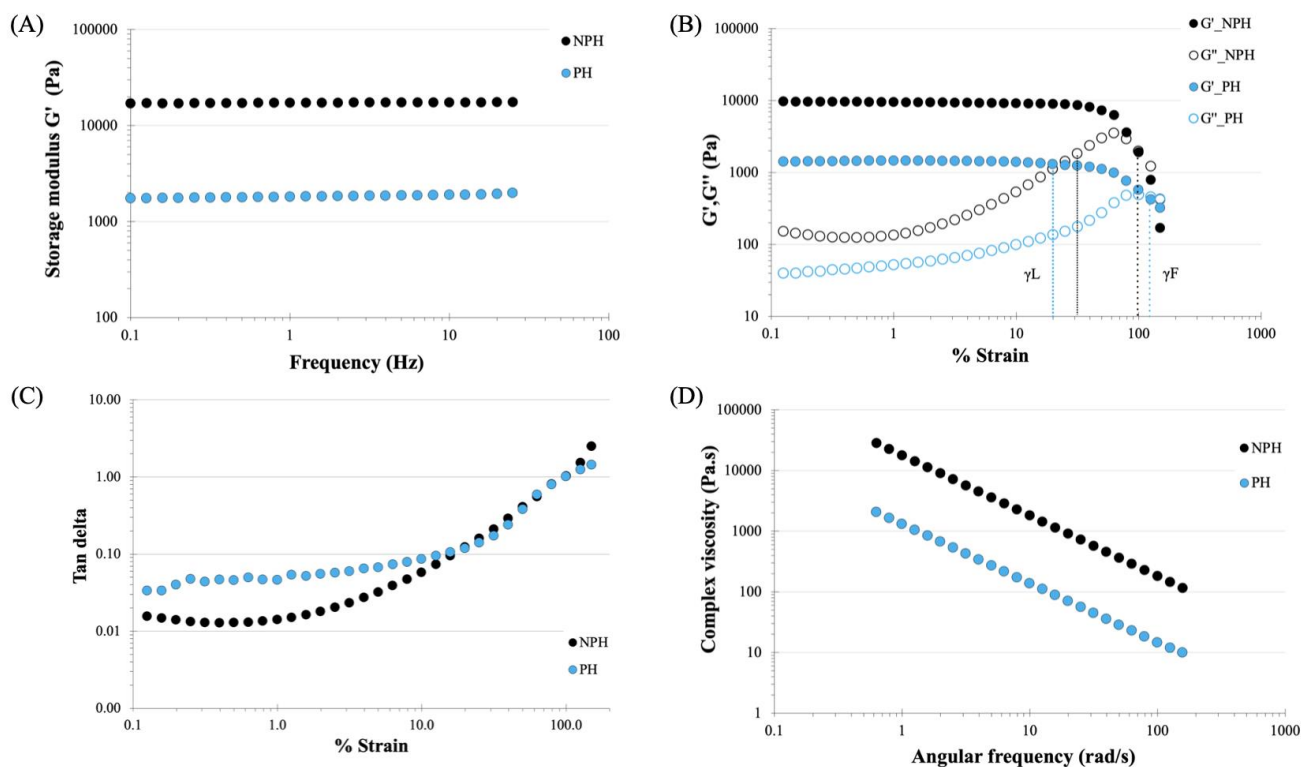 (A)
Storage modulus G' (Pa)
100000
10000
1000
100
0.1
1
10
100
Frequency (Hz)
NPH
PH
(B)
G',G'' (Pa)
100000
10000
1000
100
10
0.1
1
10
100
1000
% Strain
G'_NPH
G''_NPH
G'_PH
G''_PH
γL
γF
(C)
Tan delta
10.00
1.00
0.10
0.01
0.00
0.1
1.0
10.0
100.0
% Strain
NPH
PH
(D)
Complex viscosity (Pa.s)
100000
10000
1000
100
10
1
0.1
1
10
100
1000
Angular frequency (rad/s)
NPH
PH